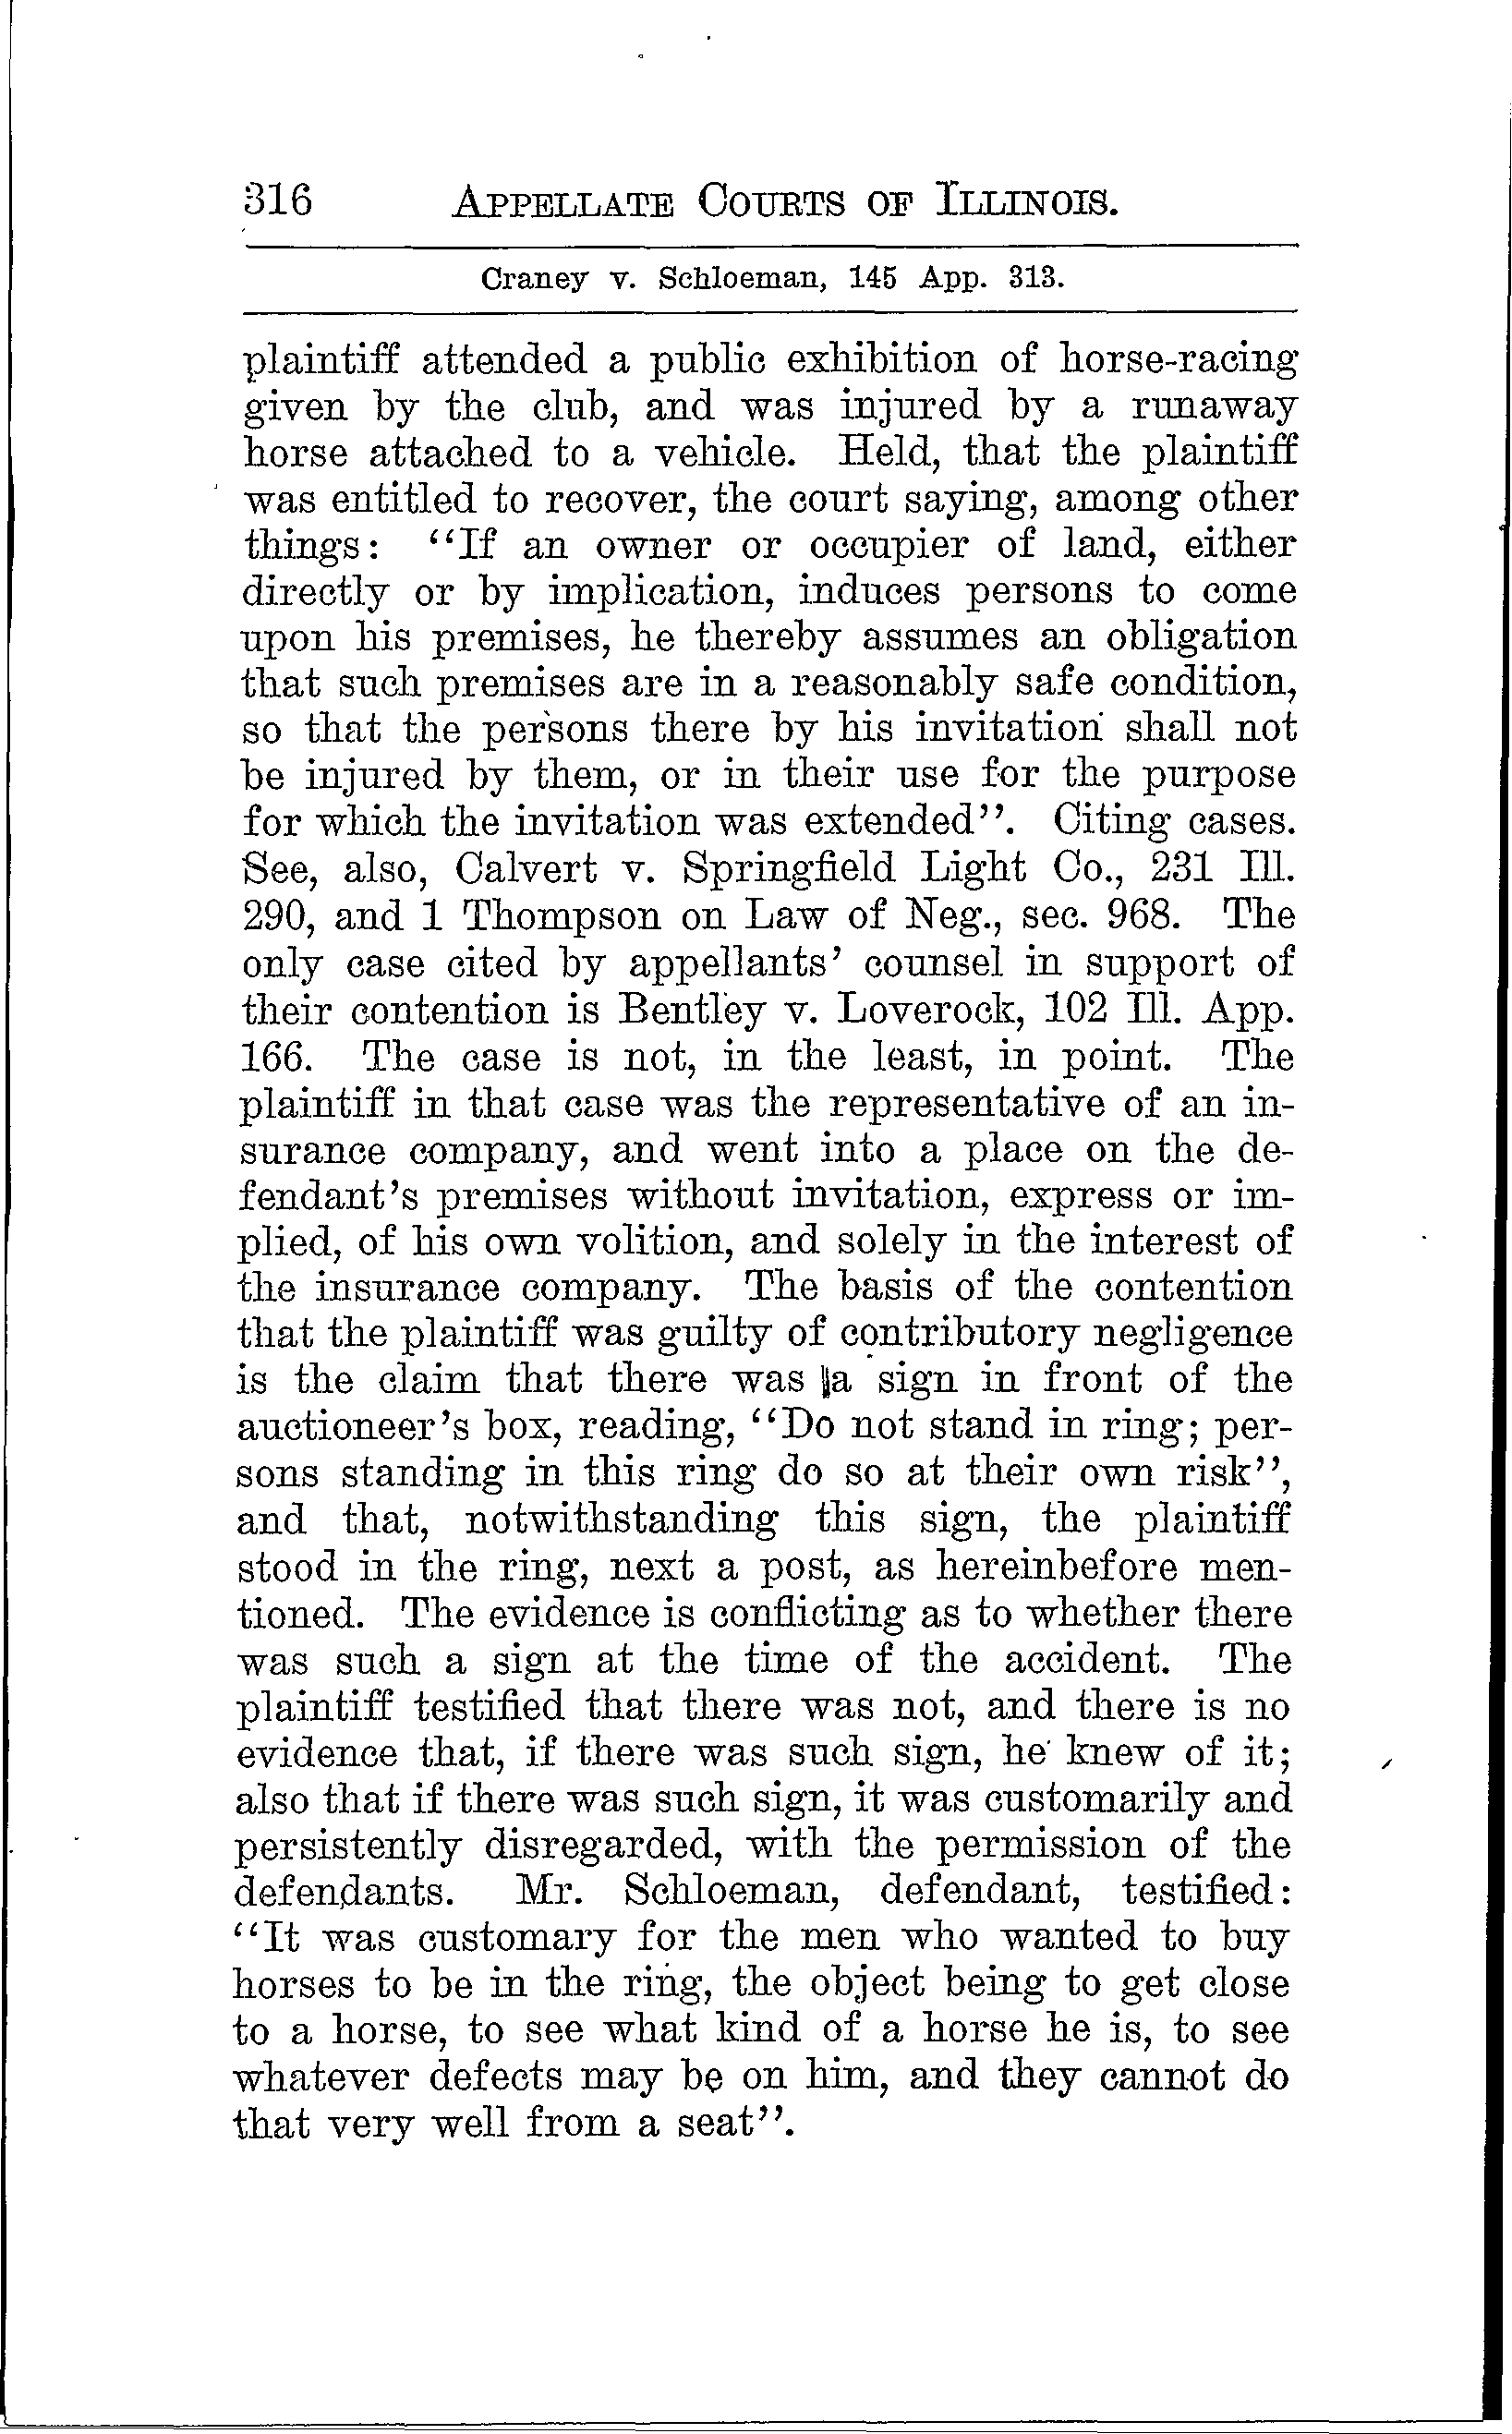 316 APPELLATE COURTS OF ILLINOIS.
Craney v. Schloeman, 145 App. 313.
plaintiff attended a public exhibition of horse-racing
given by the club, and was injured by a runaway
horse attached to a vehicle. Held, that the plaintiff
was entitled to recover, the court saying, among other
things: "If an owner or occupier of land, either
directly or by implication, induces persons to come
upon his premises, he thereby assumes an obligation
that such premises are in a reasonably safe condition,
so that the persons there by his invitation shall not
be injured by them, or in their use for the purpose
for which the invitation was extended". Citing cases.
See, also, Calvert v. Springfield Light Co., 231 Ill.
290, and 1 Thompson on Law of Neg., sec. 968. The
only case cited by appellants' counsel in support of
their contention is Bentley v. Loverock, 102 Ill. App.
166. The case is not, in the least, in point. The
plaintiff in that case was the representative of an in-
surance company, and went into a place on the de-
fendant's premises without invitation, express or im-
plied, of his own volition, and solely in the interest of
the insurance company. The basis of the contention
that the plaintiff was guilty of contributory negligence
is the claim that there was a sign in front of the
auctioneer's box, reading, "Do not stand in ring; per-
sons standing in this ring do so at their own risk",
and that, notwithstanding this sign, the plaintiff
stood in the ring, next a post, as hereinbefore men-
tioned. The evidence is conflicting as to whether there
was such a sign at the time of the accident. The
plaintiff testified that there was not, and there is no
evidence that, if there was such sign, he knew of it;
also that if there was such sign, it was customarily and
persistently disregarded, with the permission of the
defendants. Mr. Schloeman, defendant, testified:
"It was customary for the men who wanted to buy
horses to be in the ring, the object being to get close
to a horse, to see what kind of a horse he is, to see
whatever defects may be on him, and they cannot do
that very well from a seat".